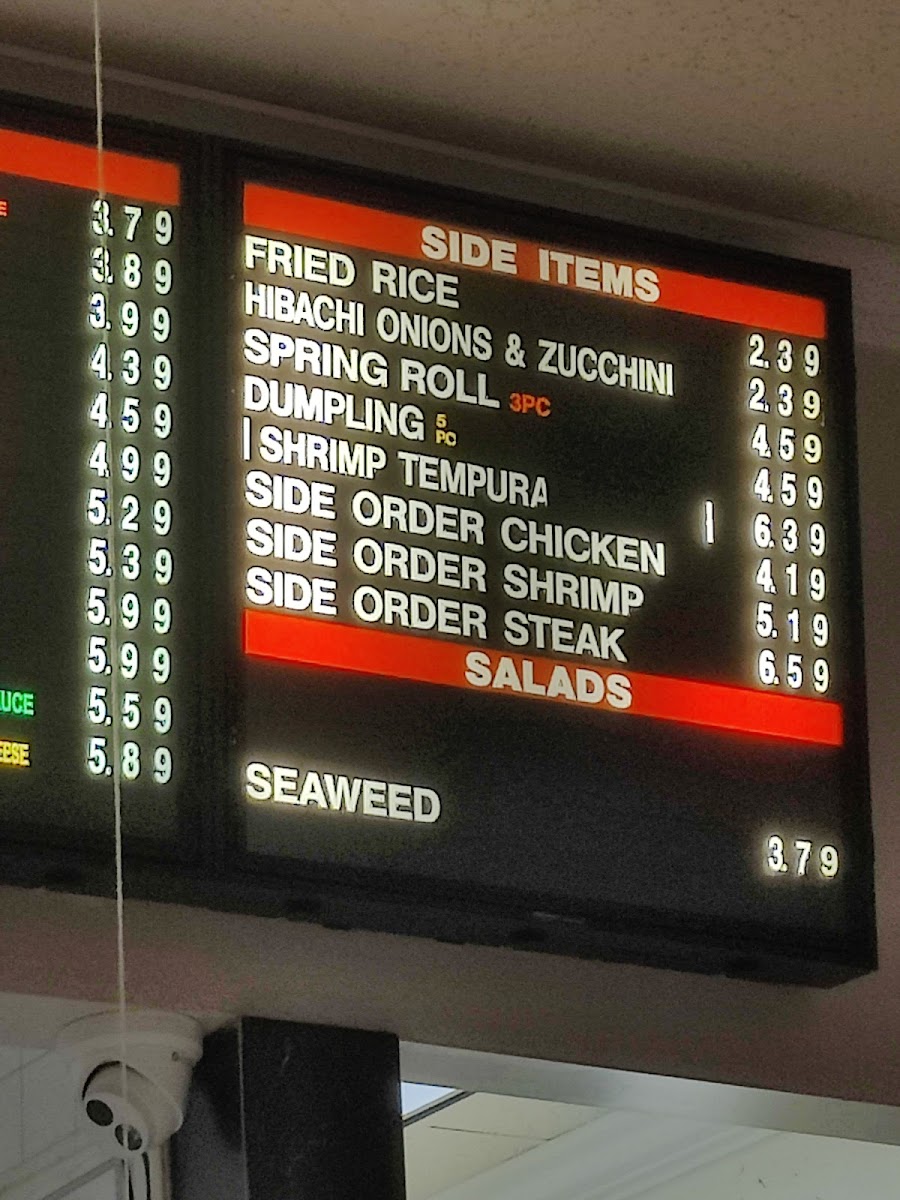 3.79
3.89
3.99
4.39
4.59
4.99
5.29
5.39
5.99
5.99
UCE 5.59
EESE 5.89
SIDE ITEMS
FRIED RICE 2.39
HIBACHI ONIONS & ZUCCHINI 2.39
SPRING ROLL 3PC 4.59
DUMPLING 5 PC 4.59
SHRIMP TEMPURA 6.39
SIDE ORDER CHICKEN 4.19
SIDE ORDER SHRIMP 5.19
SIDE ORDER STEAK 6.59
SALADS
SEAWEED 3.79